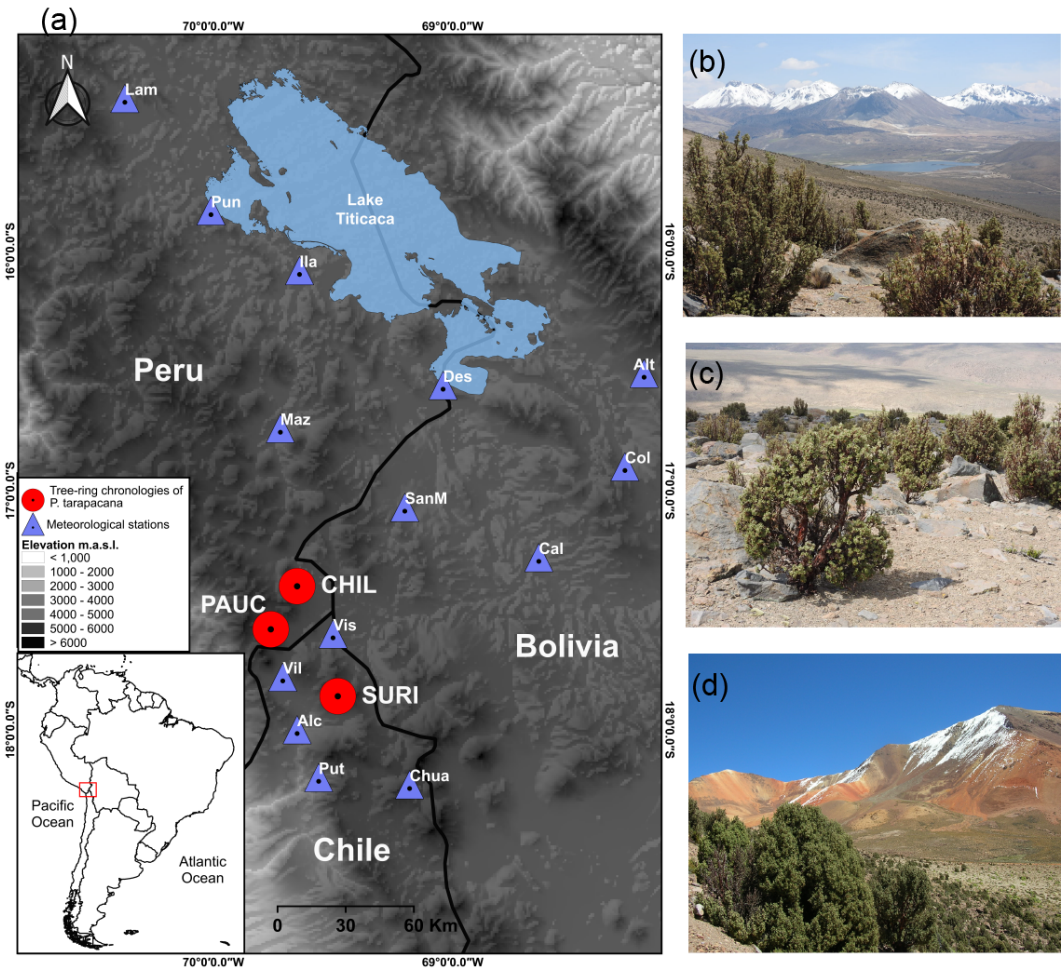 (a)
70°0'0.0"W
69°0'0.0"W
N
Lam
Pun
Lake
Titicaca
Ila
16°0'0.0"S
16°0'0.0"S
Peru
Des
Alt
Maz
Col
SanM
17°0'0.0"S
17°0'0.0"S
Cal
Tree-ring chronologies of
P. tarapacana
Meteorological stations
Elevation m.a.s.l.
< 1,000
1000 - 2000
2000 - 3000
3000 - 4000
4000 - 5000
5000 - 6000
> 6000
CHIL
PAUC
Vis
Bolivia
Vil
SURI
Alc
18°0'0.0"S
18°0'0.0"S
Put
Chua
Pacific
Ocean
Atlantic
Ocean
Chile
0 30 60 Km
70°0'0.0"W
69°0'0.0"W
(b)
(c)
(d)